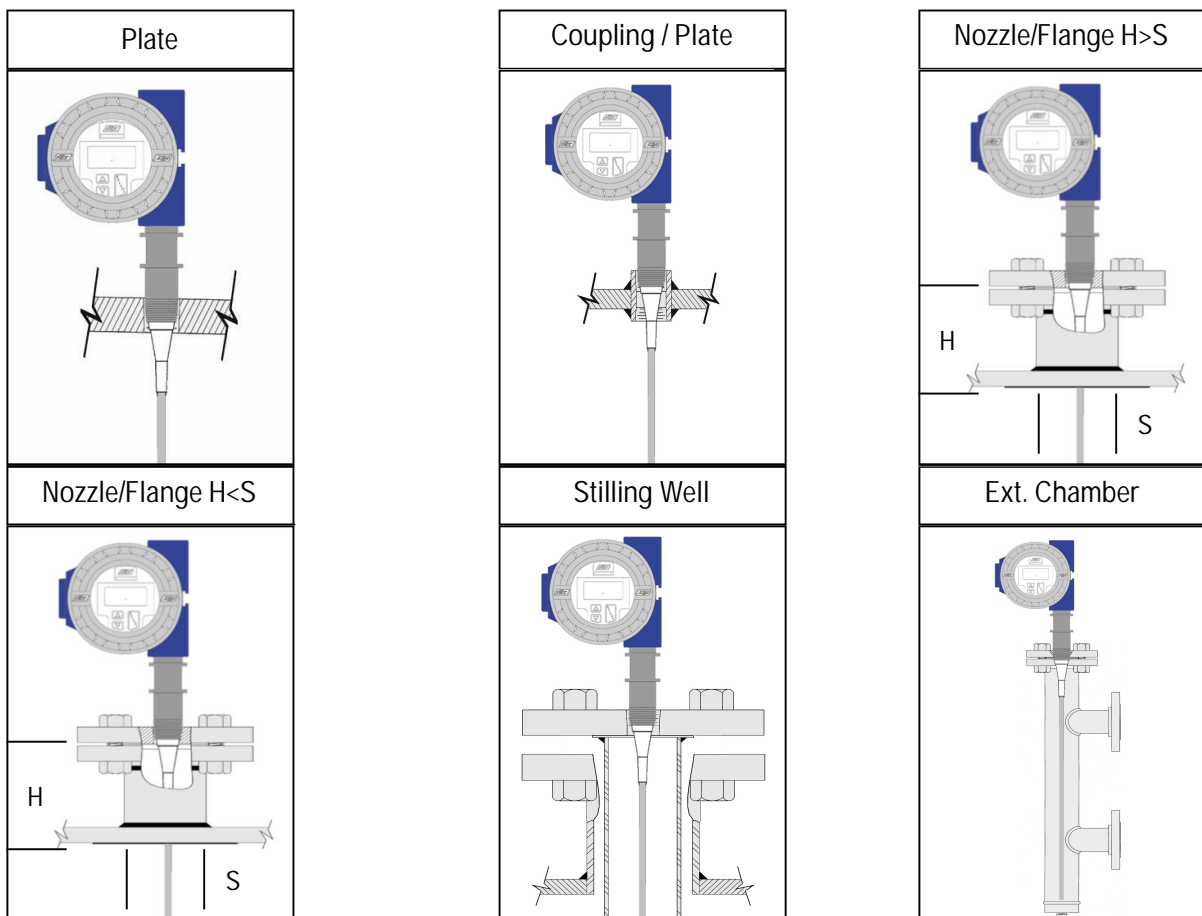 Plate
Coupling / Plate
Nozzle/Flange H>S
H
S
Nozzle/Flange H<S
Stilling Well
Ext. Chamber
H
S